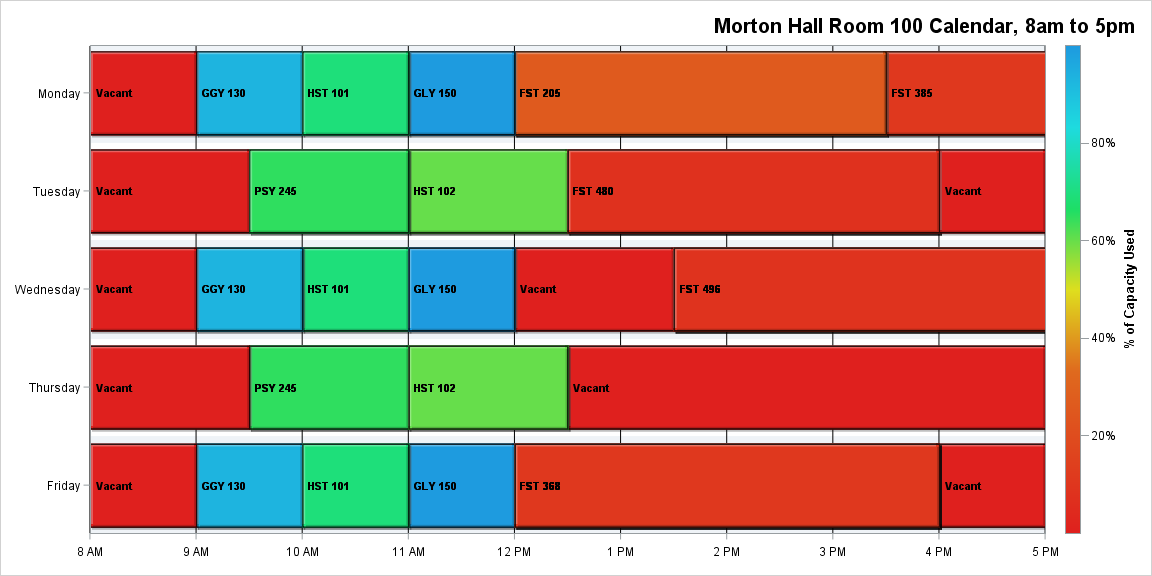 Morton Hall Room 100 Calendar, 8am to 5pm
Monday
Vacant
GGY 130
HST 101
GLY 150
FST 205
FST 385
Tuesday
Vacant
PSY 245
HST 102
FST 480
Vacant
Wednesday
Vacant
GGY 130
HST 101
GLY 150
Vacant
FST 496
Thursday
Vacant
PSY 245
HST 102
Vacant
Friday
Vacant
GGY 130
HST 101
GLY 150
FST 368
Vacant
8 AM
9 AM
10 AM
11 AM
12 PM
1 PM
2 PM
3 PM
4 PM
5 PM
80%
60%
40%
20%
% of Capacity Used